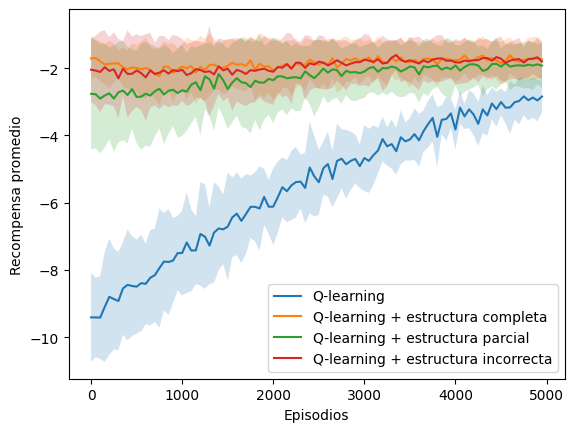 −2
−4
−6
−8
−10
Recompensa promedio
0
1000
2000
3000
4000
5000
Episodios
Q-learning
Q-learning + estructura completa
Q-learning + estructura parcial
Q-learning + estructura incorrecta